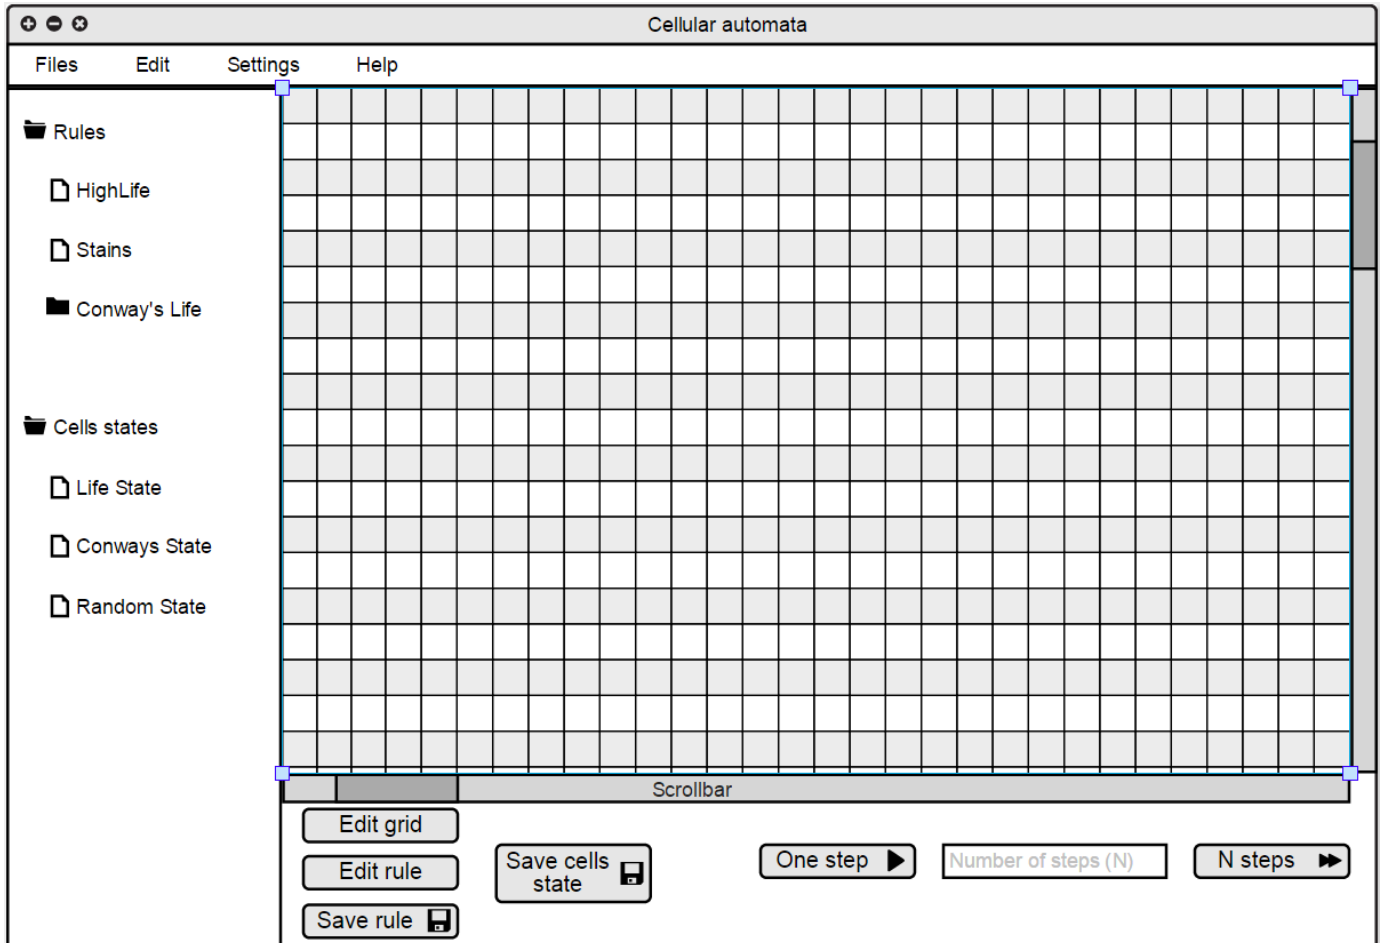 Cellular automata
Files Edit Settings Help
Rules
HighLife
Stains
Conway's Life
Cells states
Life State
Conways State
Random State
Scrollbar
Edit grid
Edit rule
Save rule
Save cells
state
One step
Number of steps (N)
N steps